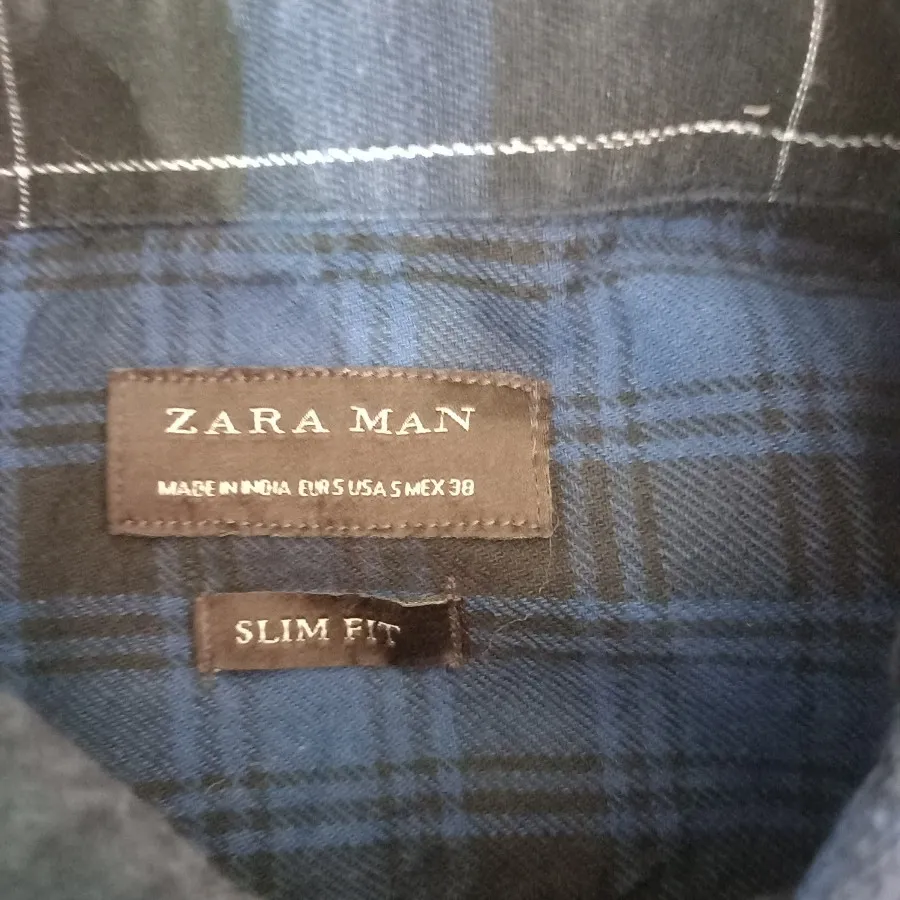 ZARA MAN
MADE IN INDIA EUR S USA S MEX 38
SLIM FIT